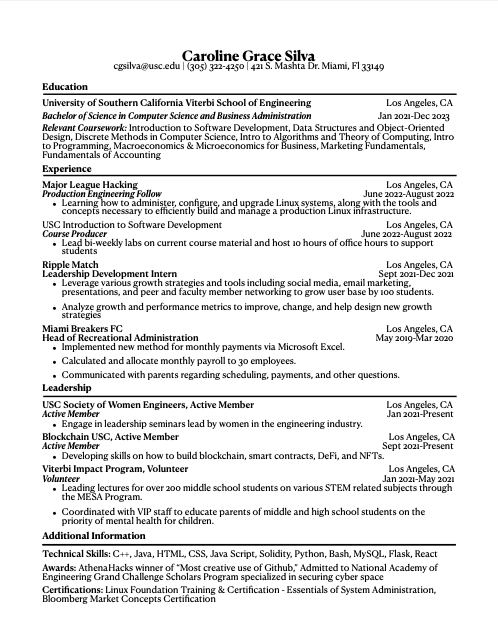 Caroline Grace Silva
cgsilva@usc.edu | (305) 322-4250 | 421 S. Mashta Dr. Miami, Fl 33149
Education
University of Southern California Viterbi School of Engineering Los Angeles, CA
Bachelor of Science in Computer Science and Business Administration Jan 2021-Dec 2023
Relevant Coursework: Introduction to Software Development, Data Structures and Object-Oriented
Design, Discrete Methods in Computer Science, Intro to Algorithms and Theory of Computing, Intro
to Programming, Macroeconomics & Microeconomics for Business, Marketing Fundamentals,
Fundamentals of Accounting
Experience
Major League Hacking Los Angeles, CA
Production Engineering Follow June 2022-August 2022
• Learning how to administer, configure, and upgrade Linux systems, along with the tools and
concepts necessary to efficiently build and manage a production Linux infrastructure.
USC Introduction to Software Development Los Angeles, CA
Course Producer June 2022-August 2022
• Lead bi-weekly labs on current course material and host 10 hours of office hours to support
students
Ripple Match Los Angeles, CA
Leadership Development Intern Sept 2021-Dec 2021
• Leverage various growth strategies and tools including social media, email marketing,
presentations, and peer and faculty member networking to grow user base by 100 students.
• Analyze growth and performance metrics to improve, change, and help design new growth
strategies
Miami Breakers FC Los Angeles, CA
Head of Recreational Administration May 2019-Mar 2020
• Implemented new method for monthly payments via Microsoft Excel.
• Calculated and allocate monthly payroll to 30 employees.
• Communicated with parents regarding scheduling, payments, and other questions.
Leadership
USC Society of Women Engineers, Active Member Los Angeles, CA
Active Member Jan 2021-Present
• Engage in leadership seminars lead by women in the engineering industry.
Blockchain USC, Active Member Los Angeles, CA
Active Member Sept 2021-Present
• Developing skills on how to build blockchain, smart contracts, DeFi, and NFTs.
Viterbi Impact Program, Volunteer Los Angeles, CA
Volunteer Jan 2021-May 2021
• Leading lectures for over 200 middle school students on various STEM related subjects through
the MESA Program.
• Coordinated with VIP staff to educate parents of middle and high school students on the
priority of mental health for children.
Additional Information
Technical Skills: C++, Java, HTML, CSS, Java Script, Solidity, Python, Bash, MySQL, Flask, React
Awards: AthenaHacks winner of "Most creative use of Github," Admitted to National Academy of
Engineering Grand Challenge Scholars Program specialized in securing cyber space
Certifications: Linux Foundation Training & Certification - Essentials of System Administration,
Bloomberg Market Concepts Certification